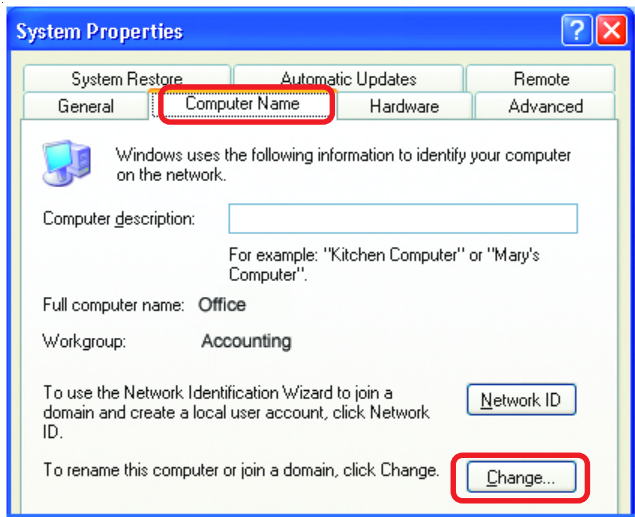 System Properties
System Restore Automatic Updates Remote
General Computer Name Hardware Advanced
Windows uses the following information to identify your computer
on the network.
Computer description:
For example: "Kitchen Computer" or "Mary's
Computer".
Full computer name: Office
Workgroup: Accounting
To use the Network Identification Wizard to join a
domain and create a local user account, click Network
ID.
Network ID
To rename this computer or join a domain, click Change.
Change...